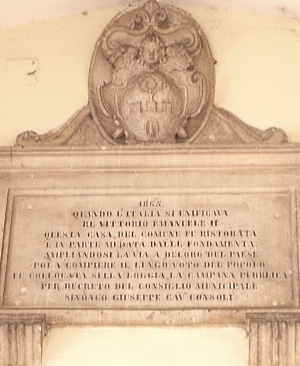 1863
QUANDO L'ITALIA SI UNIFICAVA
RE VITTORIO EMANUELE II
QUESTA CASA DEL COMUNE FU RISTORATA
E IN PARTE MUTATA DALLE FONDAMENTA
AMPLIANDOSI LA VIA A DECORO DEL PAESE
POI A COMPIERE IL LUNGO VOTO DEL POPOLO
FU COLLOCATA SULLA LOGGIA LA CAMPANA PUBBLICA
PER DECRETO DEL CONSIGLIO MUNICIPALE
SINDACO GIUSEPPE CAV. CONSOLI